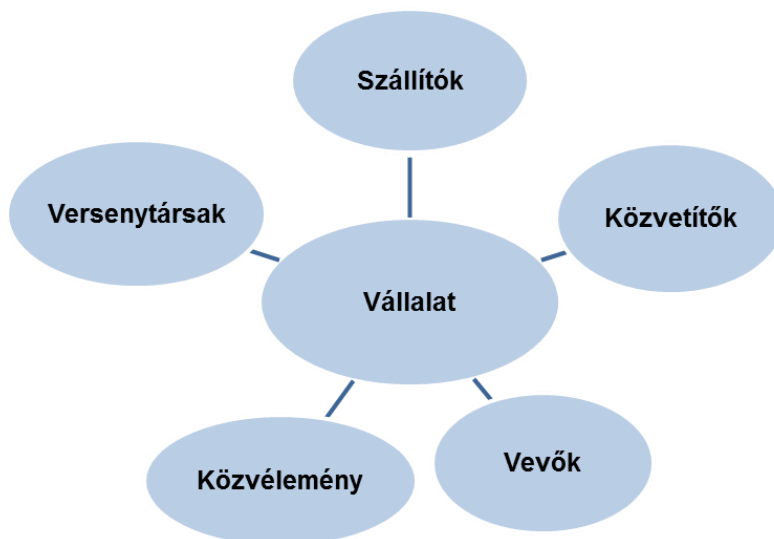 Szállítók
Versenytársak
Közvetítők
Vállalat
Közvélemény
Vevők